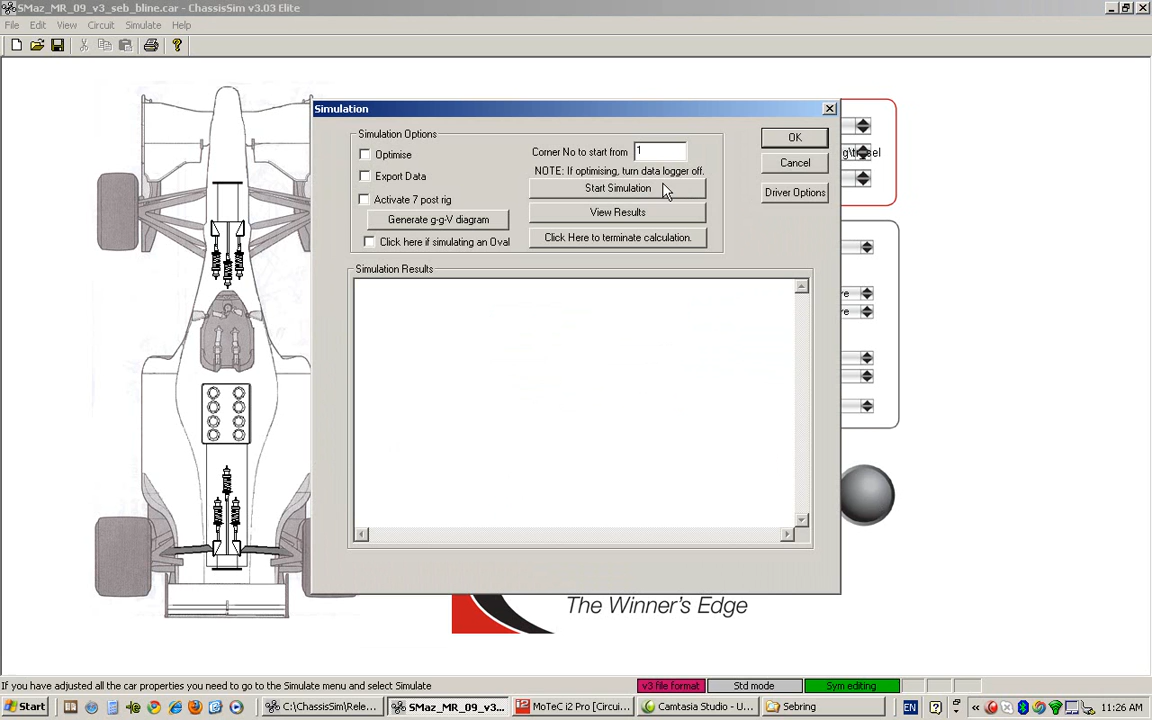 SMaz_MR_09_v3_seb_bline.car - ChassisSim v3.03 Elite
File Edit View Circuit Simulate Help
Simulation
Simulation Options
Optimise
Export Data
Activate 7 post rig
Generate g-g-V diagram
Click here if simulating an Oval
Corner No to start from 1
NOTE: If optimising, turn data logger off.
Start Simulation
View Results
Click Here to terminate calculation.
OK
Cancel
Driver Options
Simulation Results
The Winner's Edge
If you have adjusted all the car properties you need to go to the Simulate menu and select Simulate
v3 file format
Std mode
Sym editing
Start
C:\ChassisSim\Rele...
SMaz_MR_09_v3...
MoTeC i2 Pro [Circui...
Camtasia Studio - U...
Sebring
EN
11:26 AM